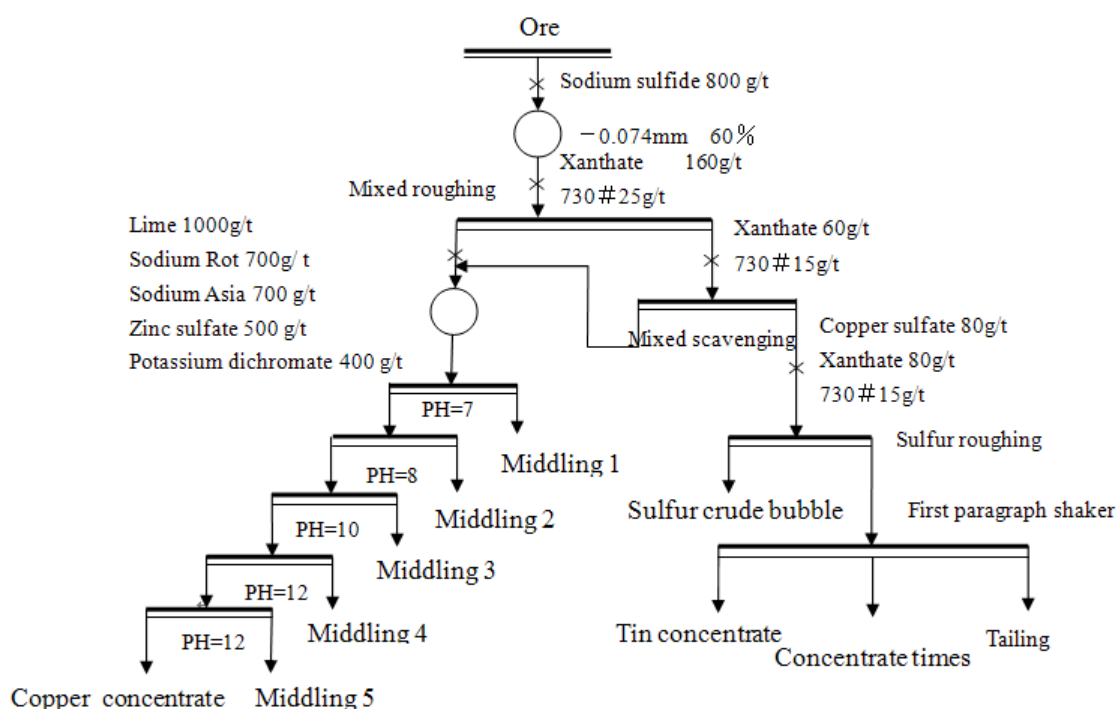 Ore
Sodium sulfide 800 g/t
－0.074mm 60％
Xanthate 160g/t
Mixed roughing
730＃25g/t
Lime 1000g/t
Sodium Rot 700g/ t
Sodium Asia 700 g/t
Zinc sulfate 500 g/t
Potassium dichromate 400 g/t
Xanthate 60g/t
730＃15g/t
Mixed scavenging
Copper sulfate 80g/t
Xanthate 80g/t
730＃15g/t
PH=7
Middling 1
Sulfur roughing
PH=8
Middling 2
Sulfur crude bubble
First paragraph shaker
PH=10
Middling 3
PH=12
Middling 4
Tin concentrate
Concentrate times
Tailing
PH=12
Copper concentrate
Middling 5